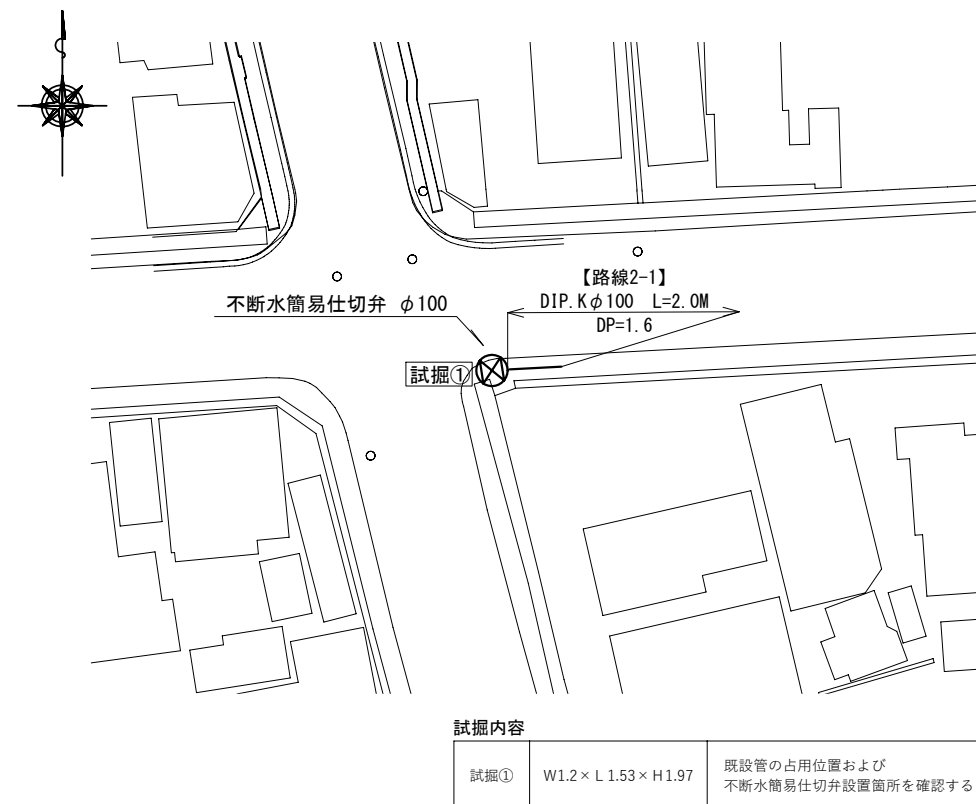 【路線2-1】
不断水簡易仕切弁 φ100
DIP.Kφ100 L=2.0M
DP=1.6
試掘①
試掘内容
試掘① W1.2×L1.53×H1.97 既設管の占用位置および
不断水簡易仕切弁設置箇所を確認する